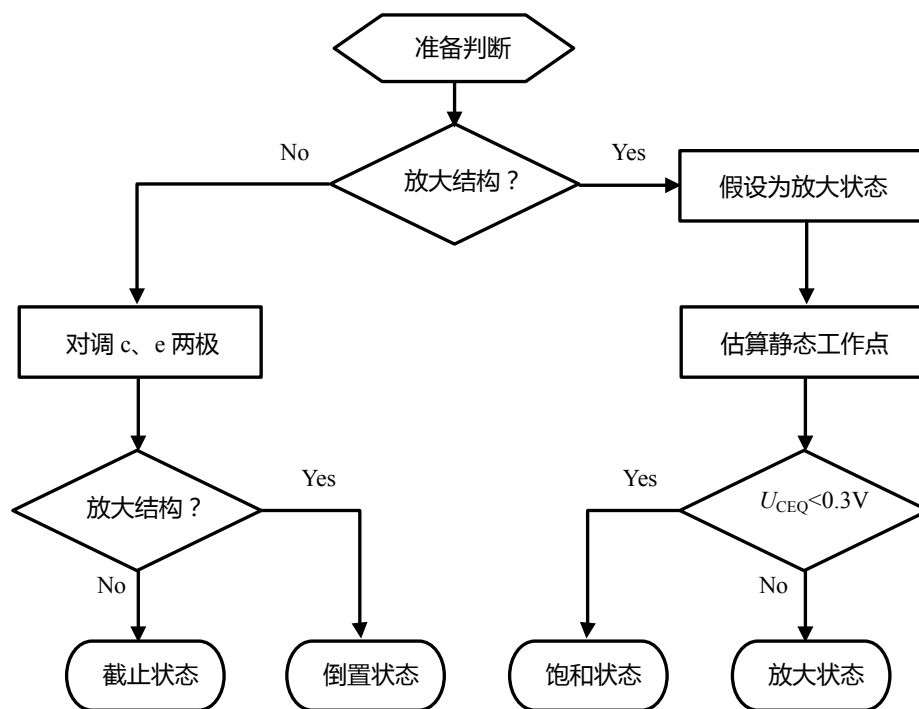 准备判断
No
Yes
放大结构？
假设为放大状态
对调 c、e 两极
估算静态工作点
放大结构？
Yes
Yes
U_CEQ<0.3V
No
No
截止状态
倒置状态
饱和状态
放大状态